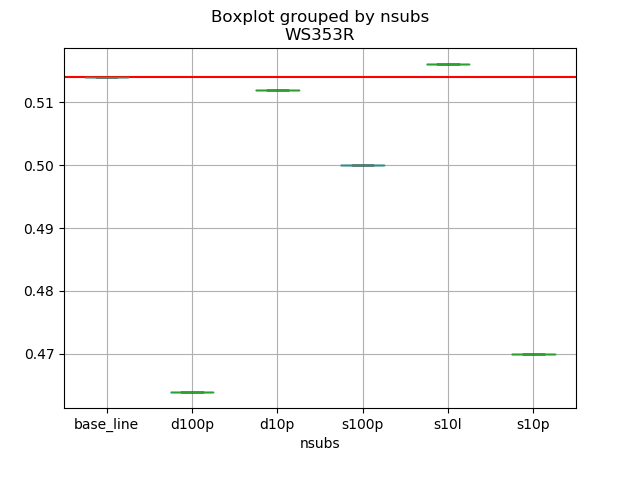 Boxplot grouped by nsubs
WS353R
0.51
0.50
0.49
0.48
0.47
base_line d100p d10p s100p s10l s10p
nsubs